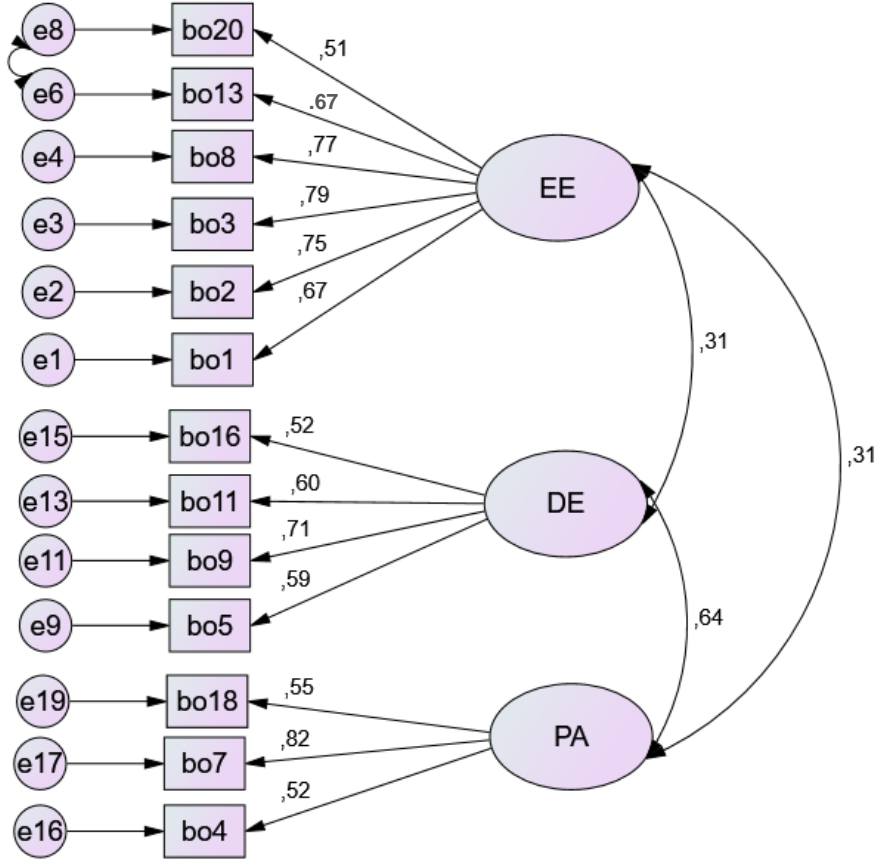 e8 bo20 ,51
e6 bo13 .67
e4 bo8 ,77
EE
e3 bo3 ,79
e2 bo2 ,75
e1 bo1 ,67
,31
e15 bo16 ,52
,31
e13 bo11 ,60
DE
e11 bo9 ,71
e9 bo5 ,59
,64
e19 bo18 ,55
PA
e17 bo7 ,82
e16 bo4 ,52